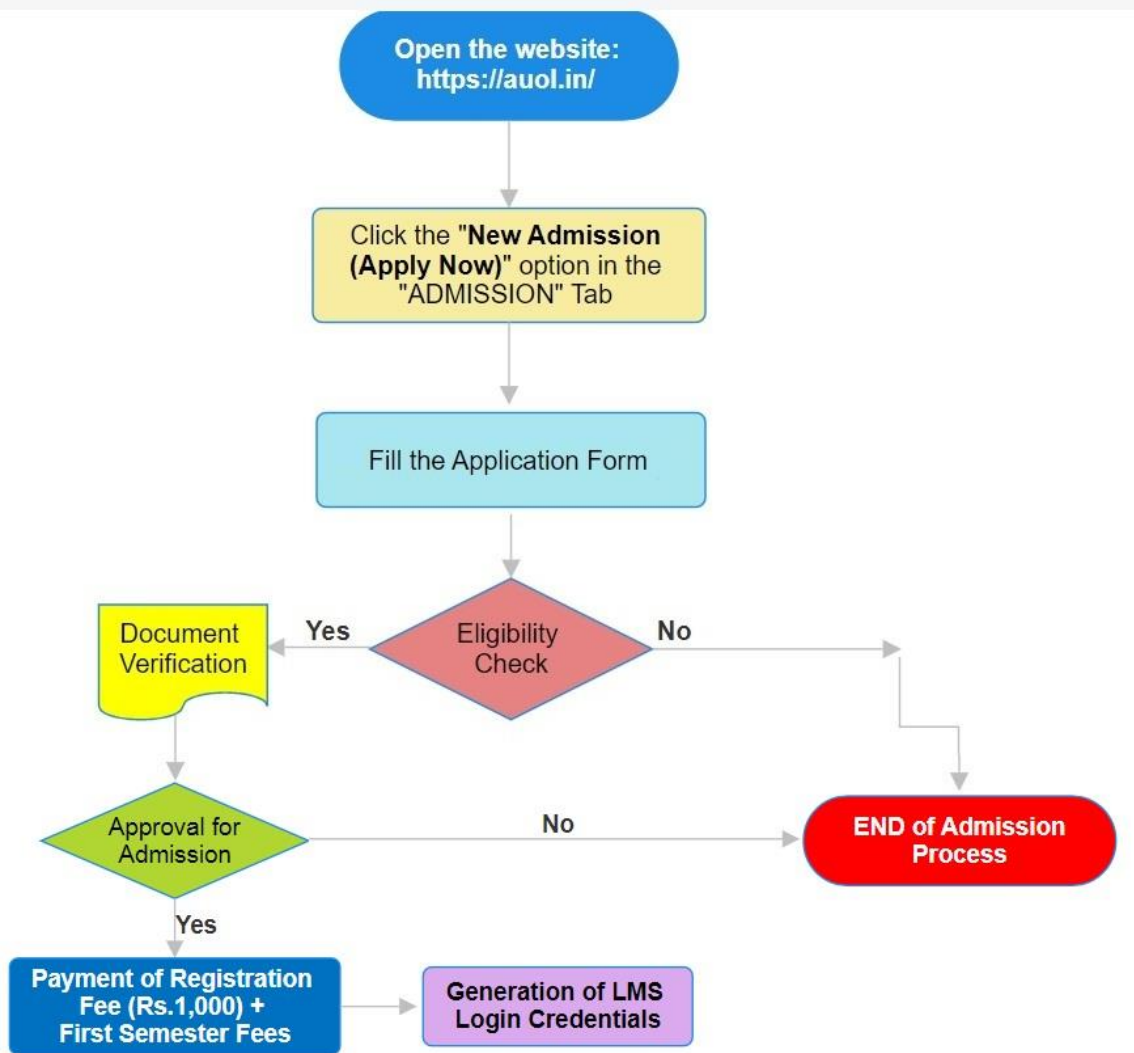 Open the website:
https://auol.in/
Click the "New Admission
(Apply Now)" option in the
"ADMISSION" Tab
Fill the Application Form
Eligibility
Check
Yes
No
Document
Verification
Approval for
Admission
No
END of Admission
Process
Yes
Payment of Registration
Fee (Rs.1,000) +
First Semester Fees
Generation of LMS
Login Credentials